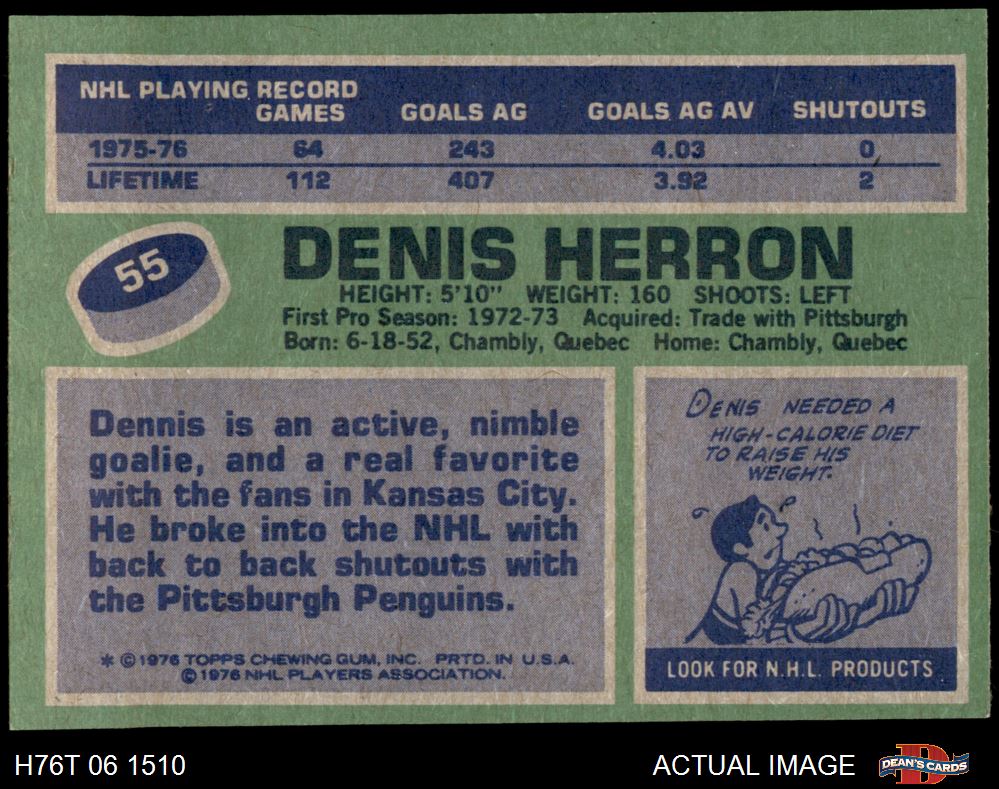 NHL PLAYING RECORD
GAMES GOALS AG GOALS AG AV SHUTOUTS
1975-76 64 243 4.03 0
LIFETIME 112 407 3.92 2
55
DENIS HERRON
HEIGHT: 5'10" WEIGHT: 160 SHOOTS: LEFT
First Pro Season: 1972-73 Acquired: Trade with Pittsburgh
Born: 6-18-52, Chambly, Quebec Home: Chambly, Quebec
Dennis is an active, nimble
goalie, and a real favorite
with the fans in Kansas City.
He broke into the NHL with
back to back shutouts with
the Pittsburgh Penguins.
* © 1976 TOPPS CHEWING GUM, INC. PRTD. IN U.S.A.
© 1976 NHL PLAYERS ASSOCIATION.
DENIS NEEDED A
HIGH-CALORIE DIET
TO RAISE HIS
WEIGHT.
LOOK FOR N.H.L. PRODUCTS
H76T 06 1510 ACTUAL IMAGE
D
DEAN'S CARDS